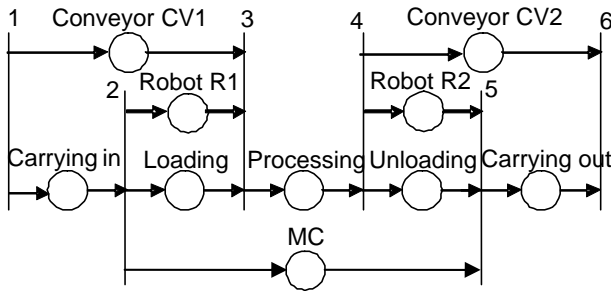 1 Conveyor CV1 3 4 Conveyor CV2 6
2 Robot R1 Robot R2 5
Carrying in Loading Processing Unloading Carrying out
MC